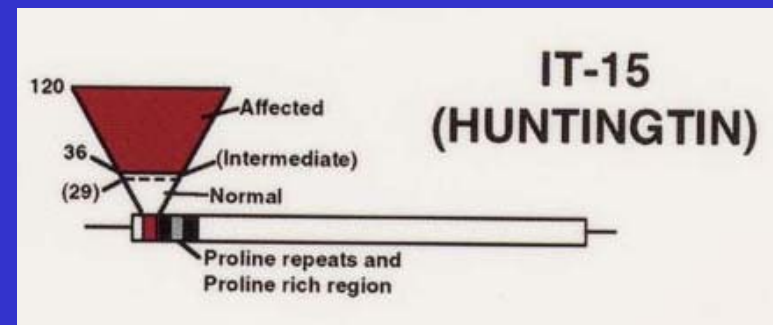 IT-15
(HUNTINGTIN)
120
Affected
36
(Intermediate)
(29)
Normal
Proline repeats and
Proline rich region